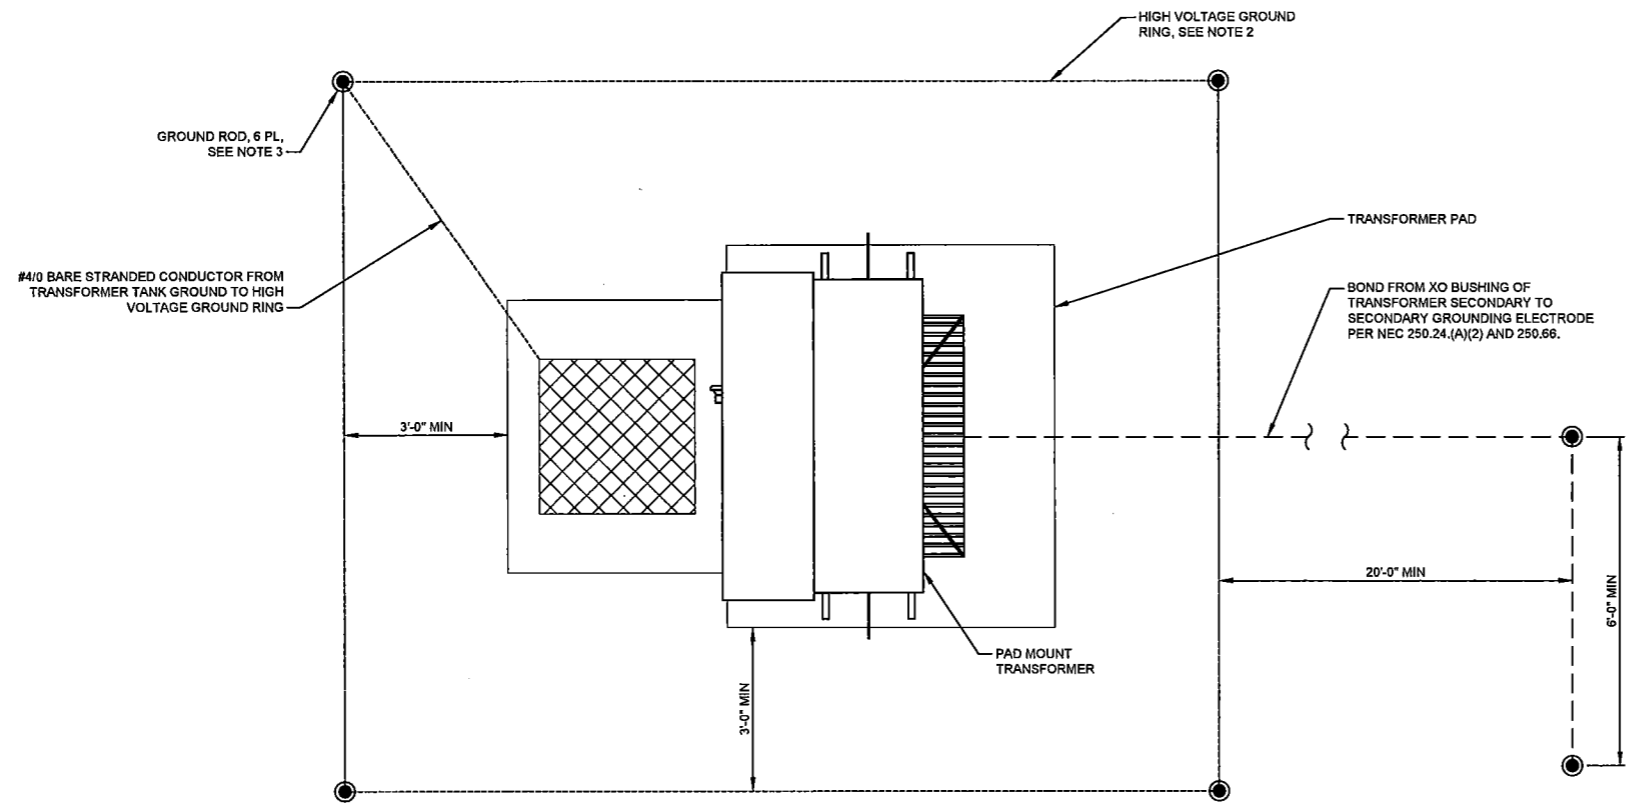 HIGH VOLTAGE GROUND
RING, SEE NOTE 2
GROUND ROD, 6 PL,
SEE NOTE 3
TRANSFORMER PAD
#4/0 BARE STRANDED CONDUCTOR FROM
TRANSFORMER TANK GROUND TO HIGH
VOLTAGE GROUND RING
BOND FROM XO BUSHING OF
TRANSFORMER SECONDARY TO
SECONDARY GROUNDING ELECTRODE
PER NEC 250.24.(A)(2) AND 250.66.
3'-0" MIN
20'-0" MIN
6'-0" MIN
PAD MOUNT
TRANSFORMER
3'-0" MIN